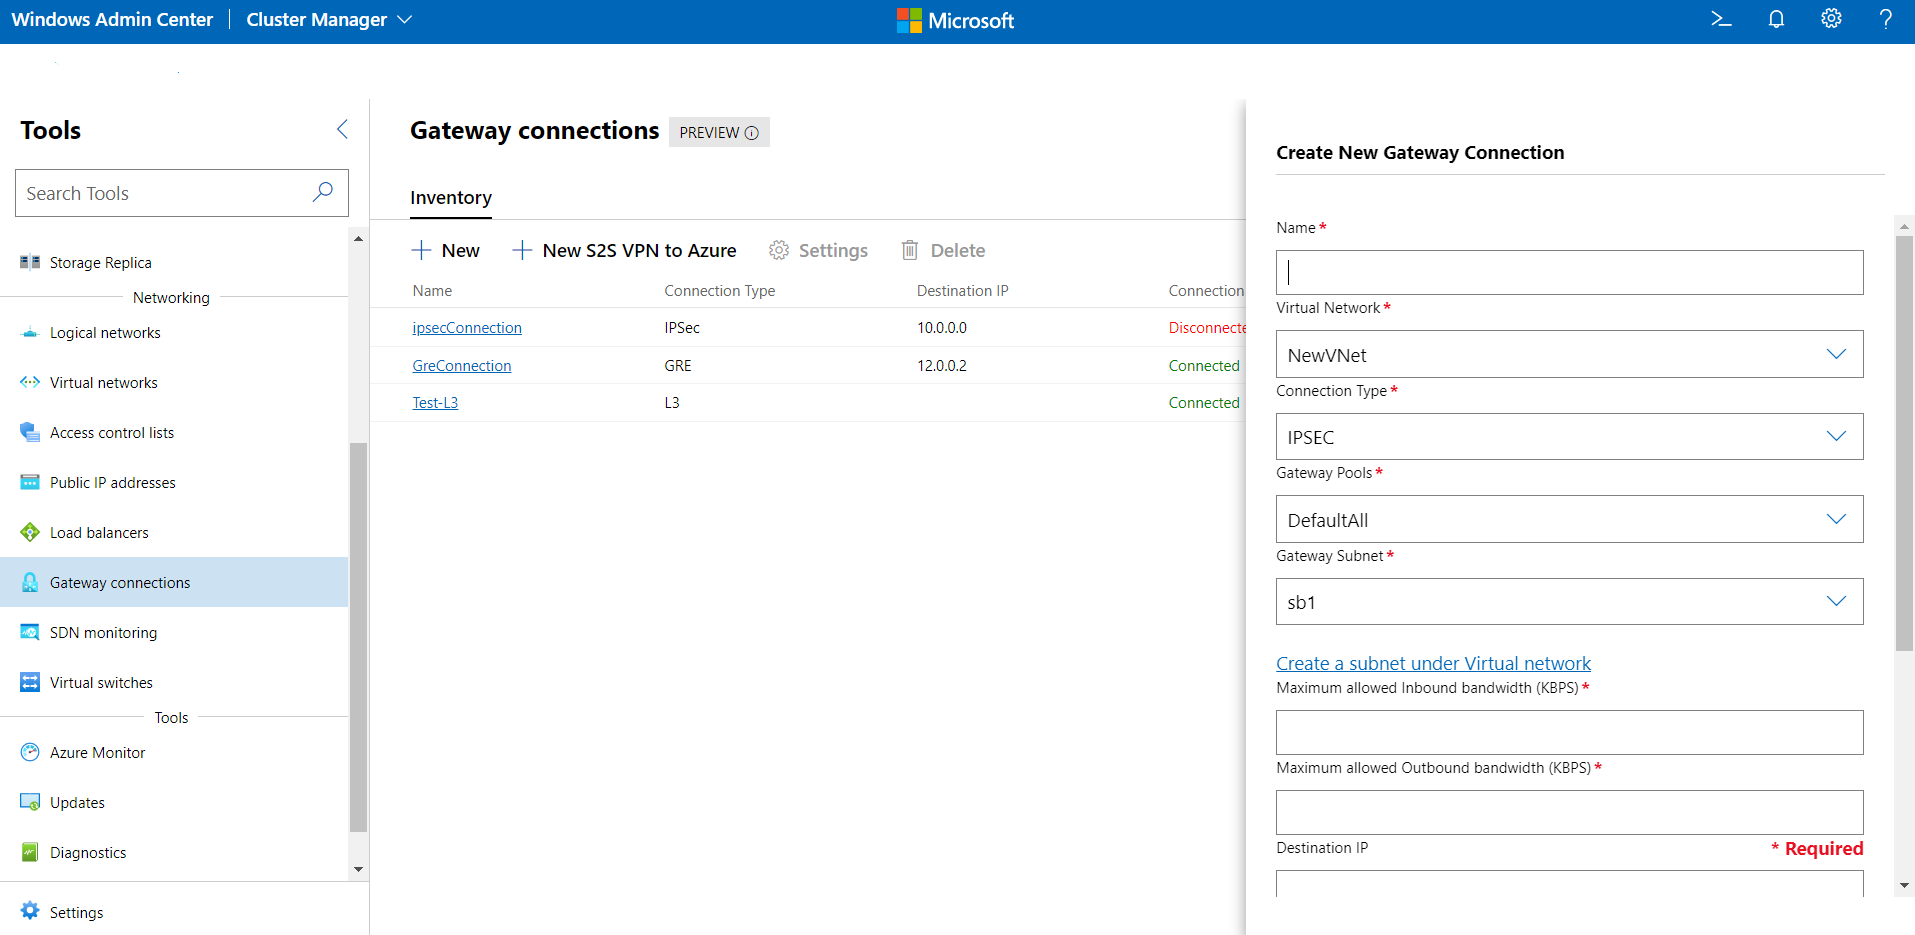 Windows Admin Center | Cluster Manager
Microsoft
Tools
Search Tools
Storage Replica
Networking
Logical networks
Virtual networks
Access control lists
Public IP addresses
Load balancers
Gateway connections
SDN monitoring
Virtual switches
Tools
Azure Monitor
Updates
Diagnostics
Settings
Gateway connections PREVIEW
Inventory
New New S2S VPN to Azure Settings Delete
Name Connection Type Destination IP Connection
ipsecConnection IPSec 10.0.0.0 Disconnecte
GreConnection GRE 12.0.0.2 Connected
Test-L3 L3 Connected
Create New Gateway Connection
Name *
Virtual Network *
NewVNet
Connection Type *
IPSEC
Gateway Pools *
DefaultAll
Gateway Subnet *
sb1
Create a subnet under Virtual network
Maximum allowed Inbound bandwidth (KBPS) *
Maximum allowed Outbound bandwidth (KBPS) *
Destination IP * Required